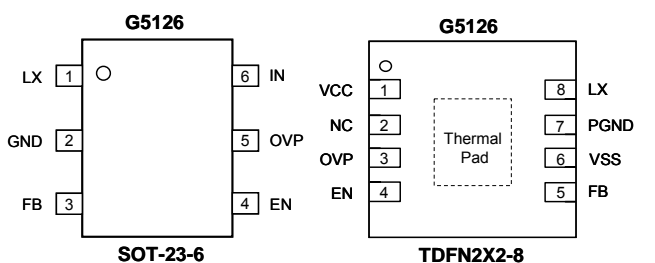 G5126
LX 1 6 IN
GND 2 5 OVP
FB 3 4 EN
SOT-23-6
G5126
VCC 1 8 LX
NC 2 7 PGND
OVP 3 6 VSS
EN 4 5 FB
Thermal
Pad
TDFN2X2-8